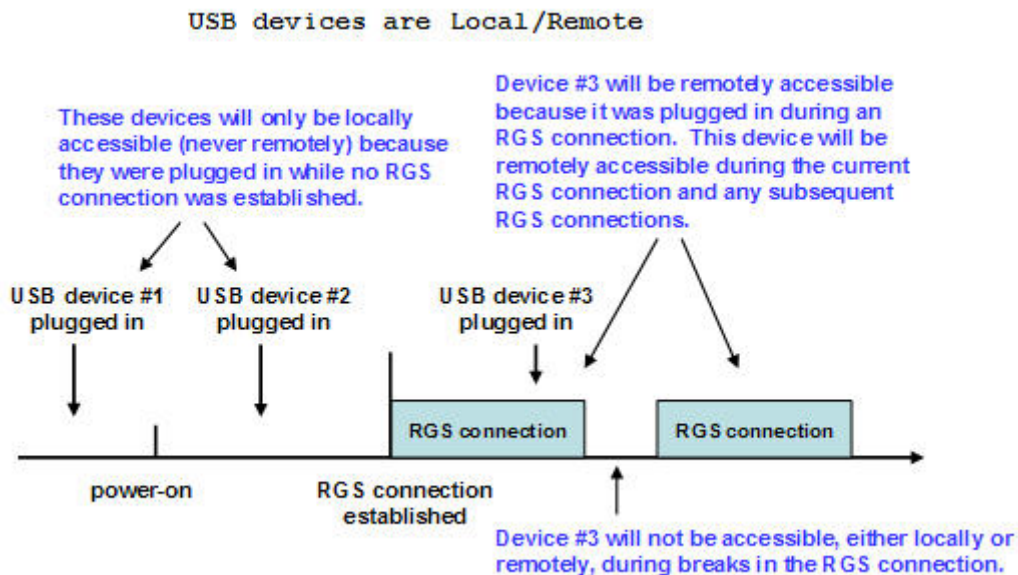 USB devices are Local/Remote
These devices will only be locally
accessible (never remotely) because
they were plugged in while no RGS
connection was established.
Device #3 will be remotely accessible
because it was plugged in during an
RGS connection. This device will be
remotely accessible during the current
RGS connection and any subsequent
RGS connections.
USB device #1
plugged in
USB device #2
plugged in
USB device #3
plugged in
RGS connection
RGS connection
power-on
RGS connection
established
Device #3 will not be accessible, either locally or
remotely, during breaks in the RGS connection.